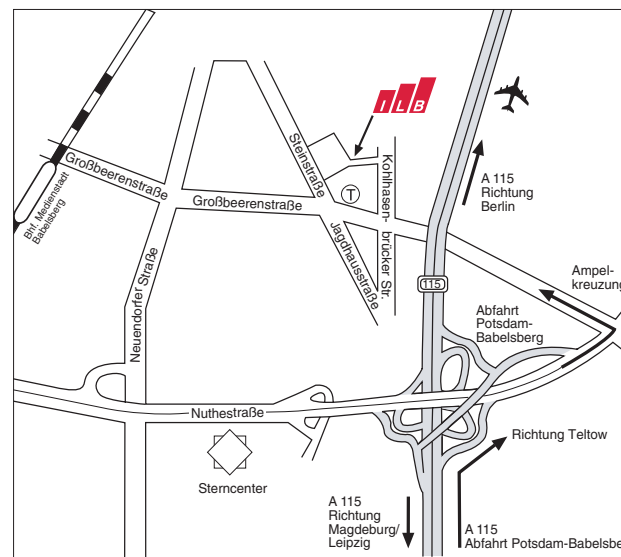 ILB
Steinstraße
Kohlhasen-
brücker Str.
A 115
Richtung
Berlin
Großbeerenstraße
Bhf. Medienstadt
Babelsberg
T
Großbeerenstraße
Jagdhausstraße
Neuendorfer
Straße
115
Ampel-
kreuzung
Abfahrt
Potsdam-
Babelsberg
Nuthestraße
Richtung Teltow
Sterncenter
A 115
Richtung
Magdeburg/
Leipzig
A 115
Abfahrt Potsdam-Babelsbe